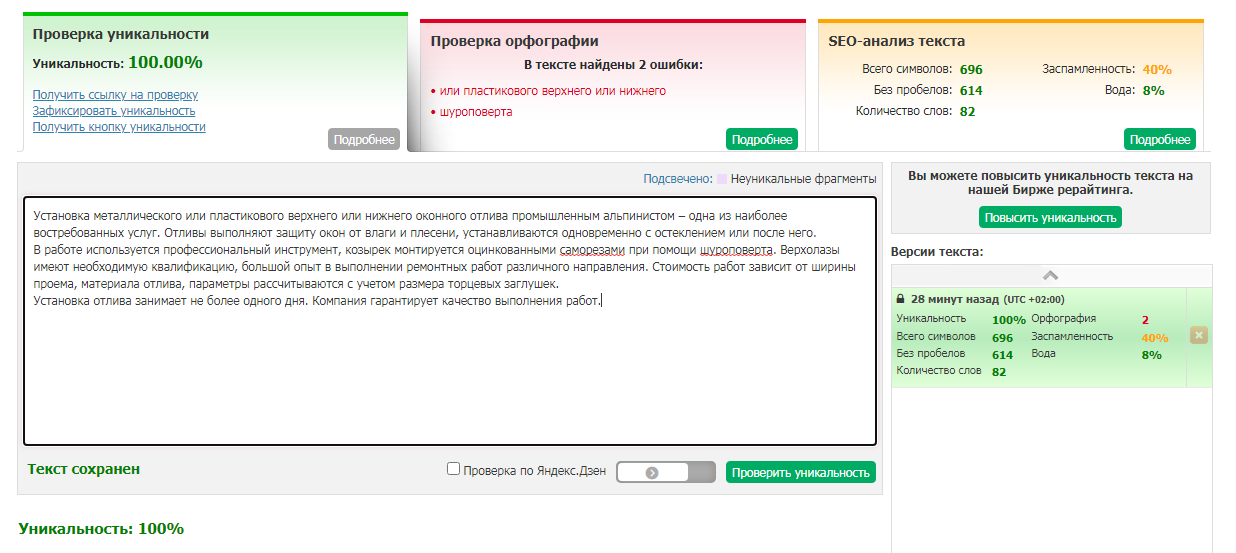 Проверка уникальности
Уникальность: 100.00%
Получить ссылку на проверку
Зафиксировать уникальность
Получить кнопку уникальности
Подробнее
Проверка орфографии
В тексте найдены 2 ошибки:
• или пластикового верхнего или нижнего
• шуроповерта
Подробнее
SEO-анализ текста
Всего символов: 696 Заспамленность: 40%
Без пробелов: 614 Вода: 8%
Количество слов: 82
Подробнее
Подсвечено: Неуникальные фрагменты
Установка металлического или пластикового верхнего или нижнего оконного отлива промышленным альпинистом – одна из наиболее
востребованных услуг. Отливы выполняют защиту окон от влаги и плесени, устанавливаются одновременно с остеклением или после него.
В работе используется профессиональный инструмент, козырек монтируется оцинкованными саморезами при помощи шуроповерта. Верхолазы
имеют необходимую квалификацию, большой опыт в выполнении ремонтных работ различного направления. Стоимость работ зависит от ширины
проема, материала отлива, параметры рассчитываются с учетом размера торцевых заглушек.
Установка отлива занимает не более одного дня. Компания гарантирует качество выполнения работ.
Текст сохранен
Проверка по Яндекс.Дзен
Проверить уникальность
Уникальность: 100%
Вы можете повысить уникальность текста на
нашей Бирже рерайтинга.
Повысить уникальность
Версии текста:
28 минут назад (UTC +02:00)
Уникальность 100% Орфография 2
Всего символов 696 Заспамленность 40%
Без пробелов 614 Вода 8%
Количество слов 82